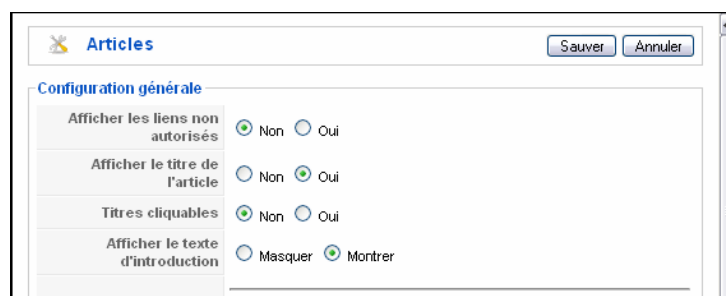 Articles
Sauver Annuler
Configuration générale
Afficher les liens non
autorisés
Non Oui
Afficher le titre de
l'article
Non Oui
Titres cliquables
Non Oui
Afficher le texte
d'introduction
Masquer Montrer